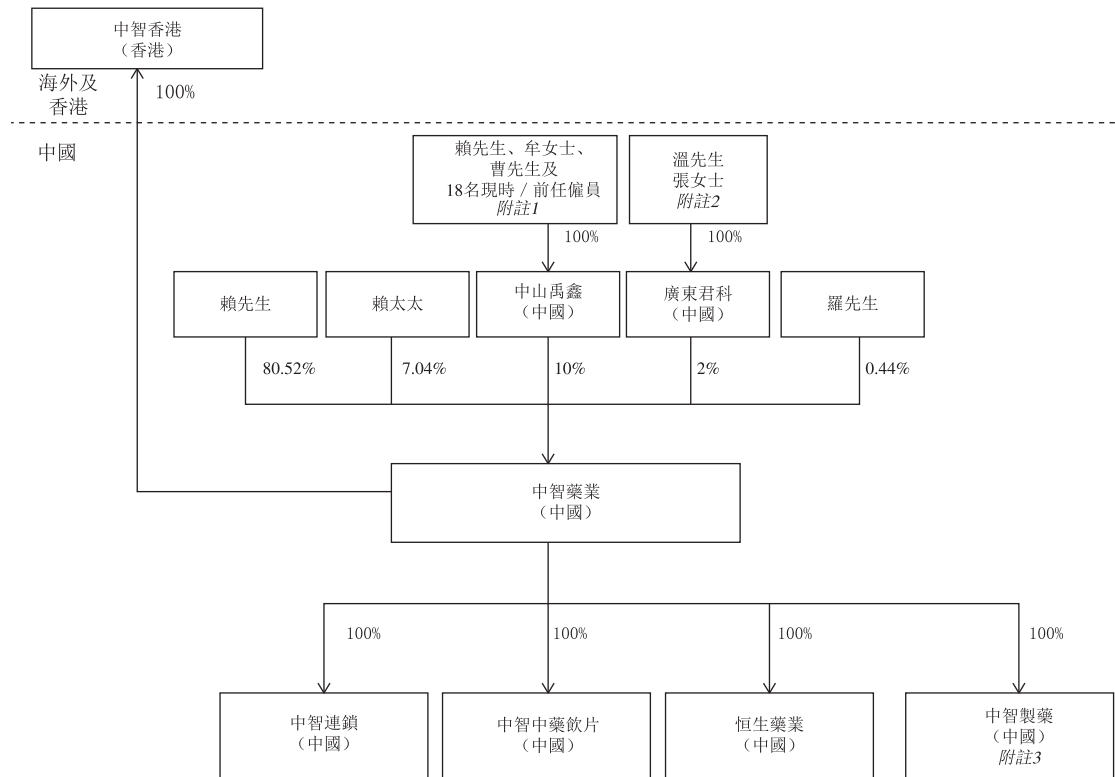 中智香港
（香港）
海外及
香港
100%
中國
賴先生、牟女士、
曹先生及
18名現時／前任僱員
附註1
溫先生
張女士
附註2
100%
100%
賴先生
賴太太
中山禹鑫
（中國）
廣東君科
（中國）
羅先生
80.52%
7.04%
10%
2%
0.44%
中智藥業
（中國）
100%
100%
100%
100%
中智連鎖
（中國）
中智中藥飲片
（中國）
恒生藥業
（中國）
中智製藥
（中國）
附註3